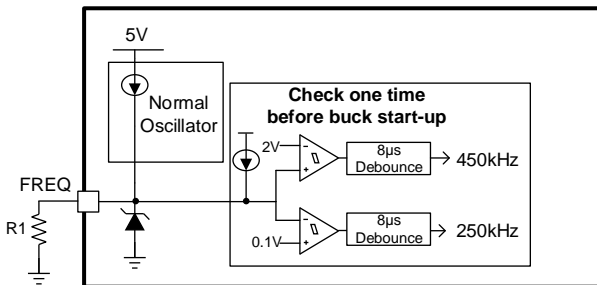 5V
Normal
Oscillator
Check one time
before buck start-up
2V
8µs
Debounce
450kHz
FREQ
R1
0.1V
8µs
Debounce
250kHz